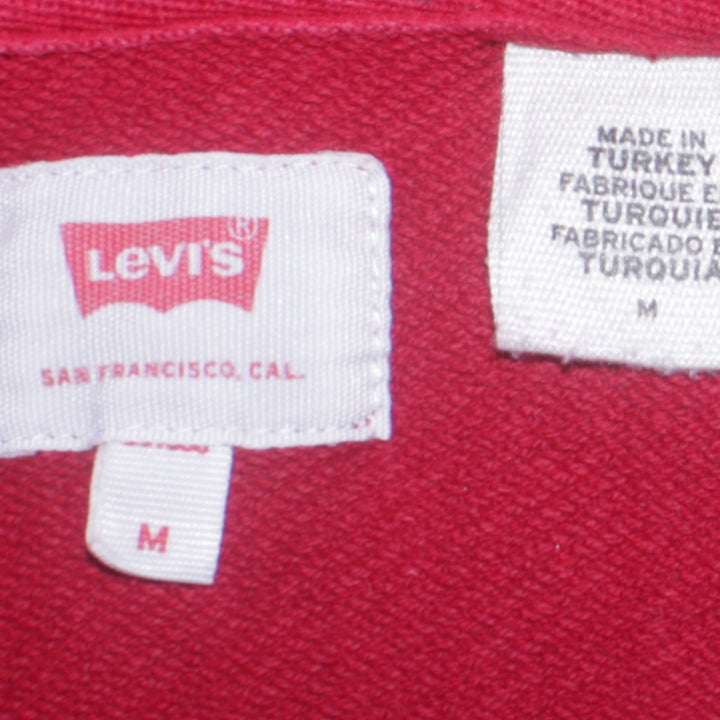 Levi's®
SAN FRANCISCO, CAL.
M
MADE IN
TURKEY
FABRIQUE E
TURQUIE
FABRICADO E
TURQUIA
M